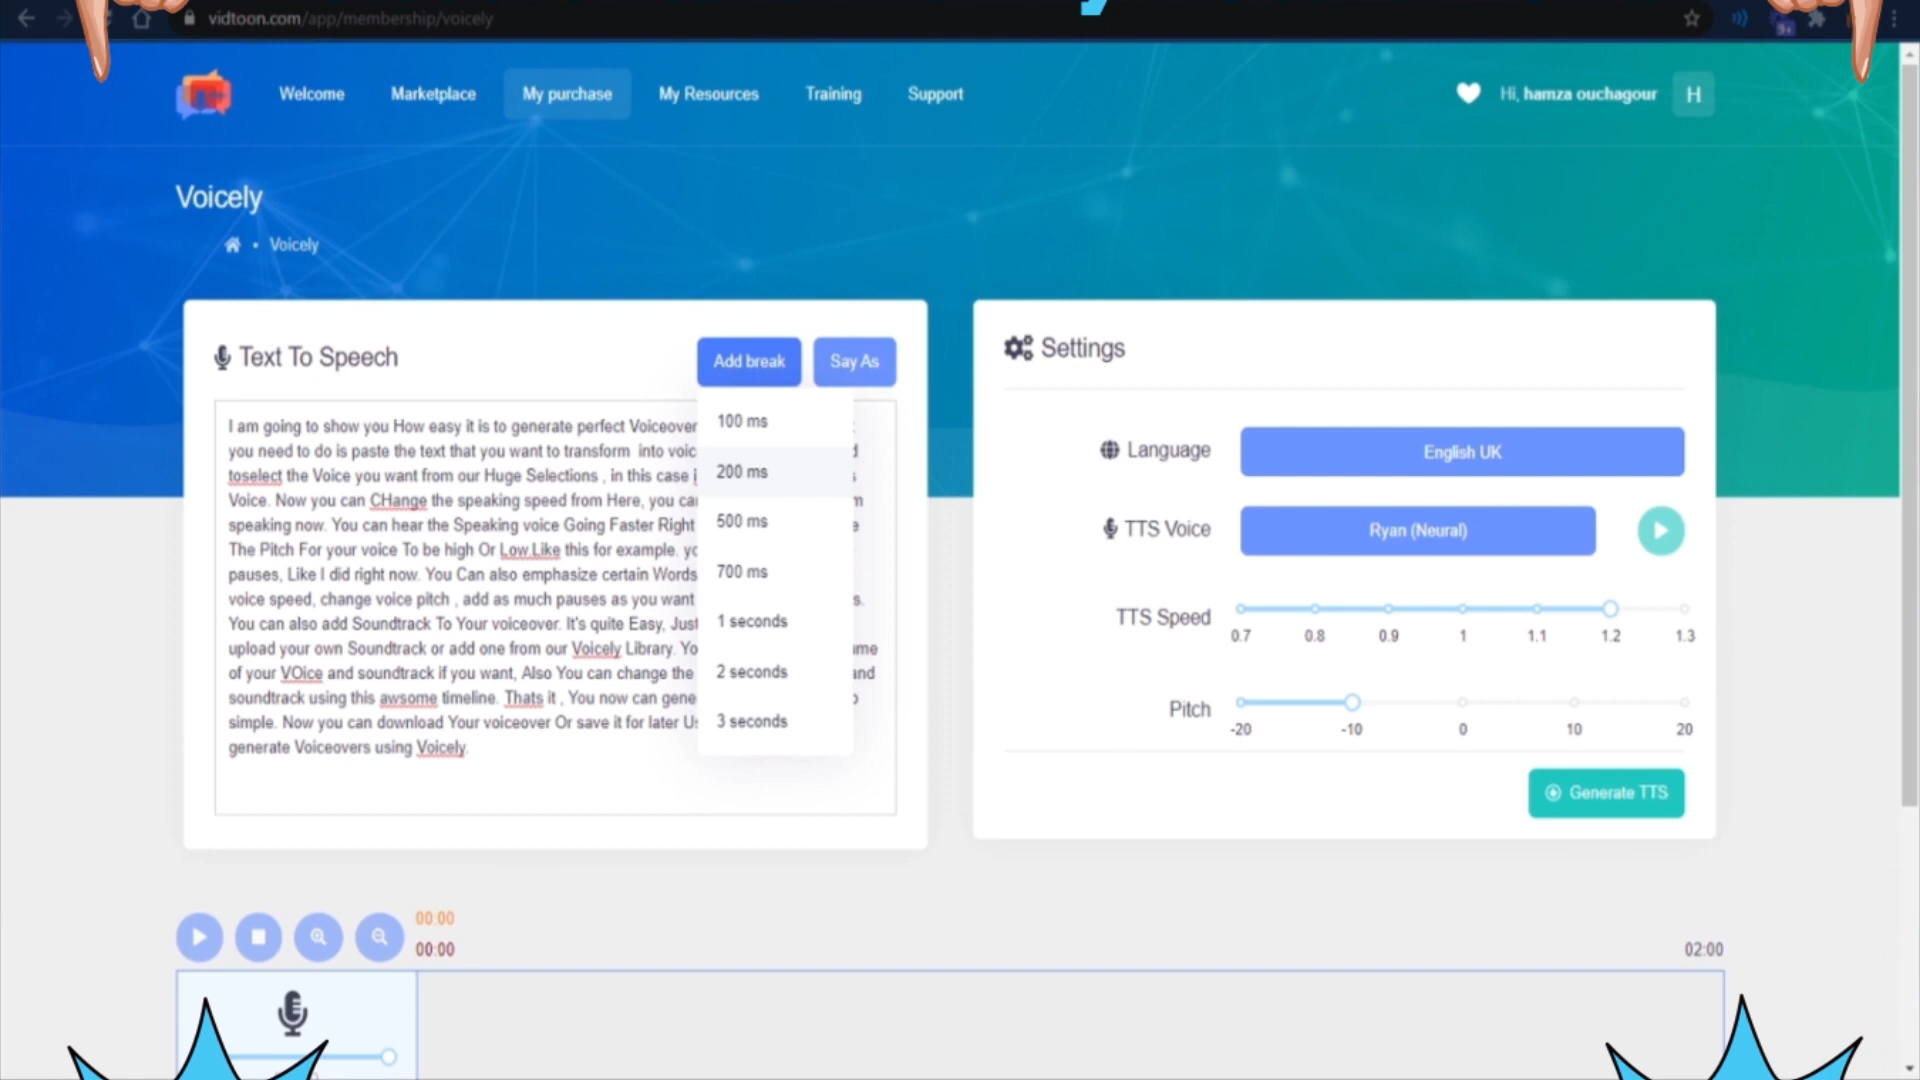 vidtoon.com/app/membership/voicely
9+
Welcome Marketplace My purchase My Resources Training Support
Hi, hamza ouchagour H
Voicely
• Voicely
Text To Speech
Add break Say As
I am going to show you How easy it is to generate perfect Voiceover
you need to do is paste the text that you want to transform into voic
toselect the Voice you want from our Huge Selections , in this case
Voice. Now you can CHange the speaking speed from Here, you car
speaking now. You can hear the Speaking voice Going Faster Right
The Pitch For your voice To be high Or Low.Like this for example. yo
pauses, Like I did right now. You Can also emphasize certain Words
voice speed, change voice pitch , add as much pauses as you want s.
You can also add Soundtrack To Your voiceover. It's quite Easy, Just
upload your own Soundtrack or add one from our Voicely Library. Yo ume
of your VOice and soundtrack if you want, Also You can change the and
soundtrack using this awsome timeline. Thats it , You now can gene
simple. Now you can download Your voiceover Or save it for later Us
generate Voiceovers using Voicely.
100 ms
200 ms
500 ms
700 ms
1 seconds
2 seconds
3 seconds
Settings
Language English UK
TTS Voice Ryan (Neural)
TTS Speed
0.7 0.8 0.9 1 1.1 1.2 1.3
Pitch
-20 -10 0 10 20
Generate TTS
00:00
00:00
02:00